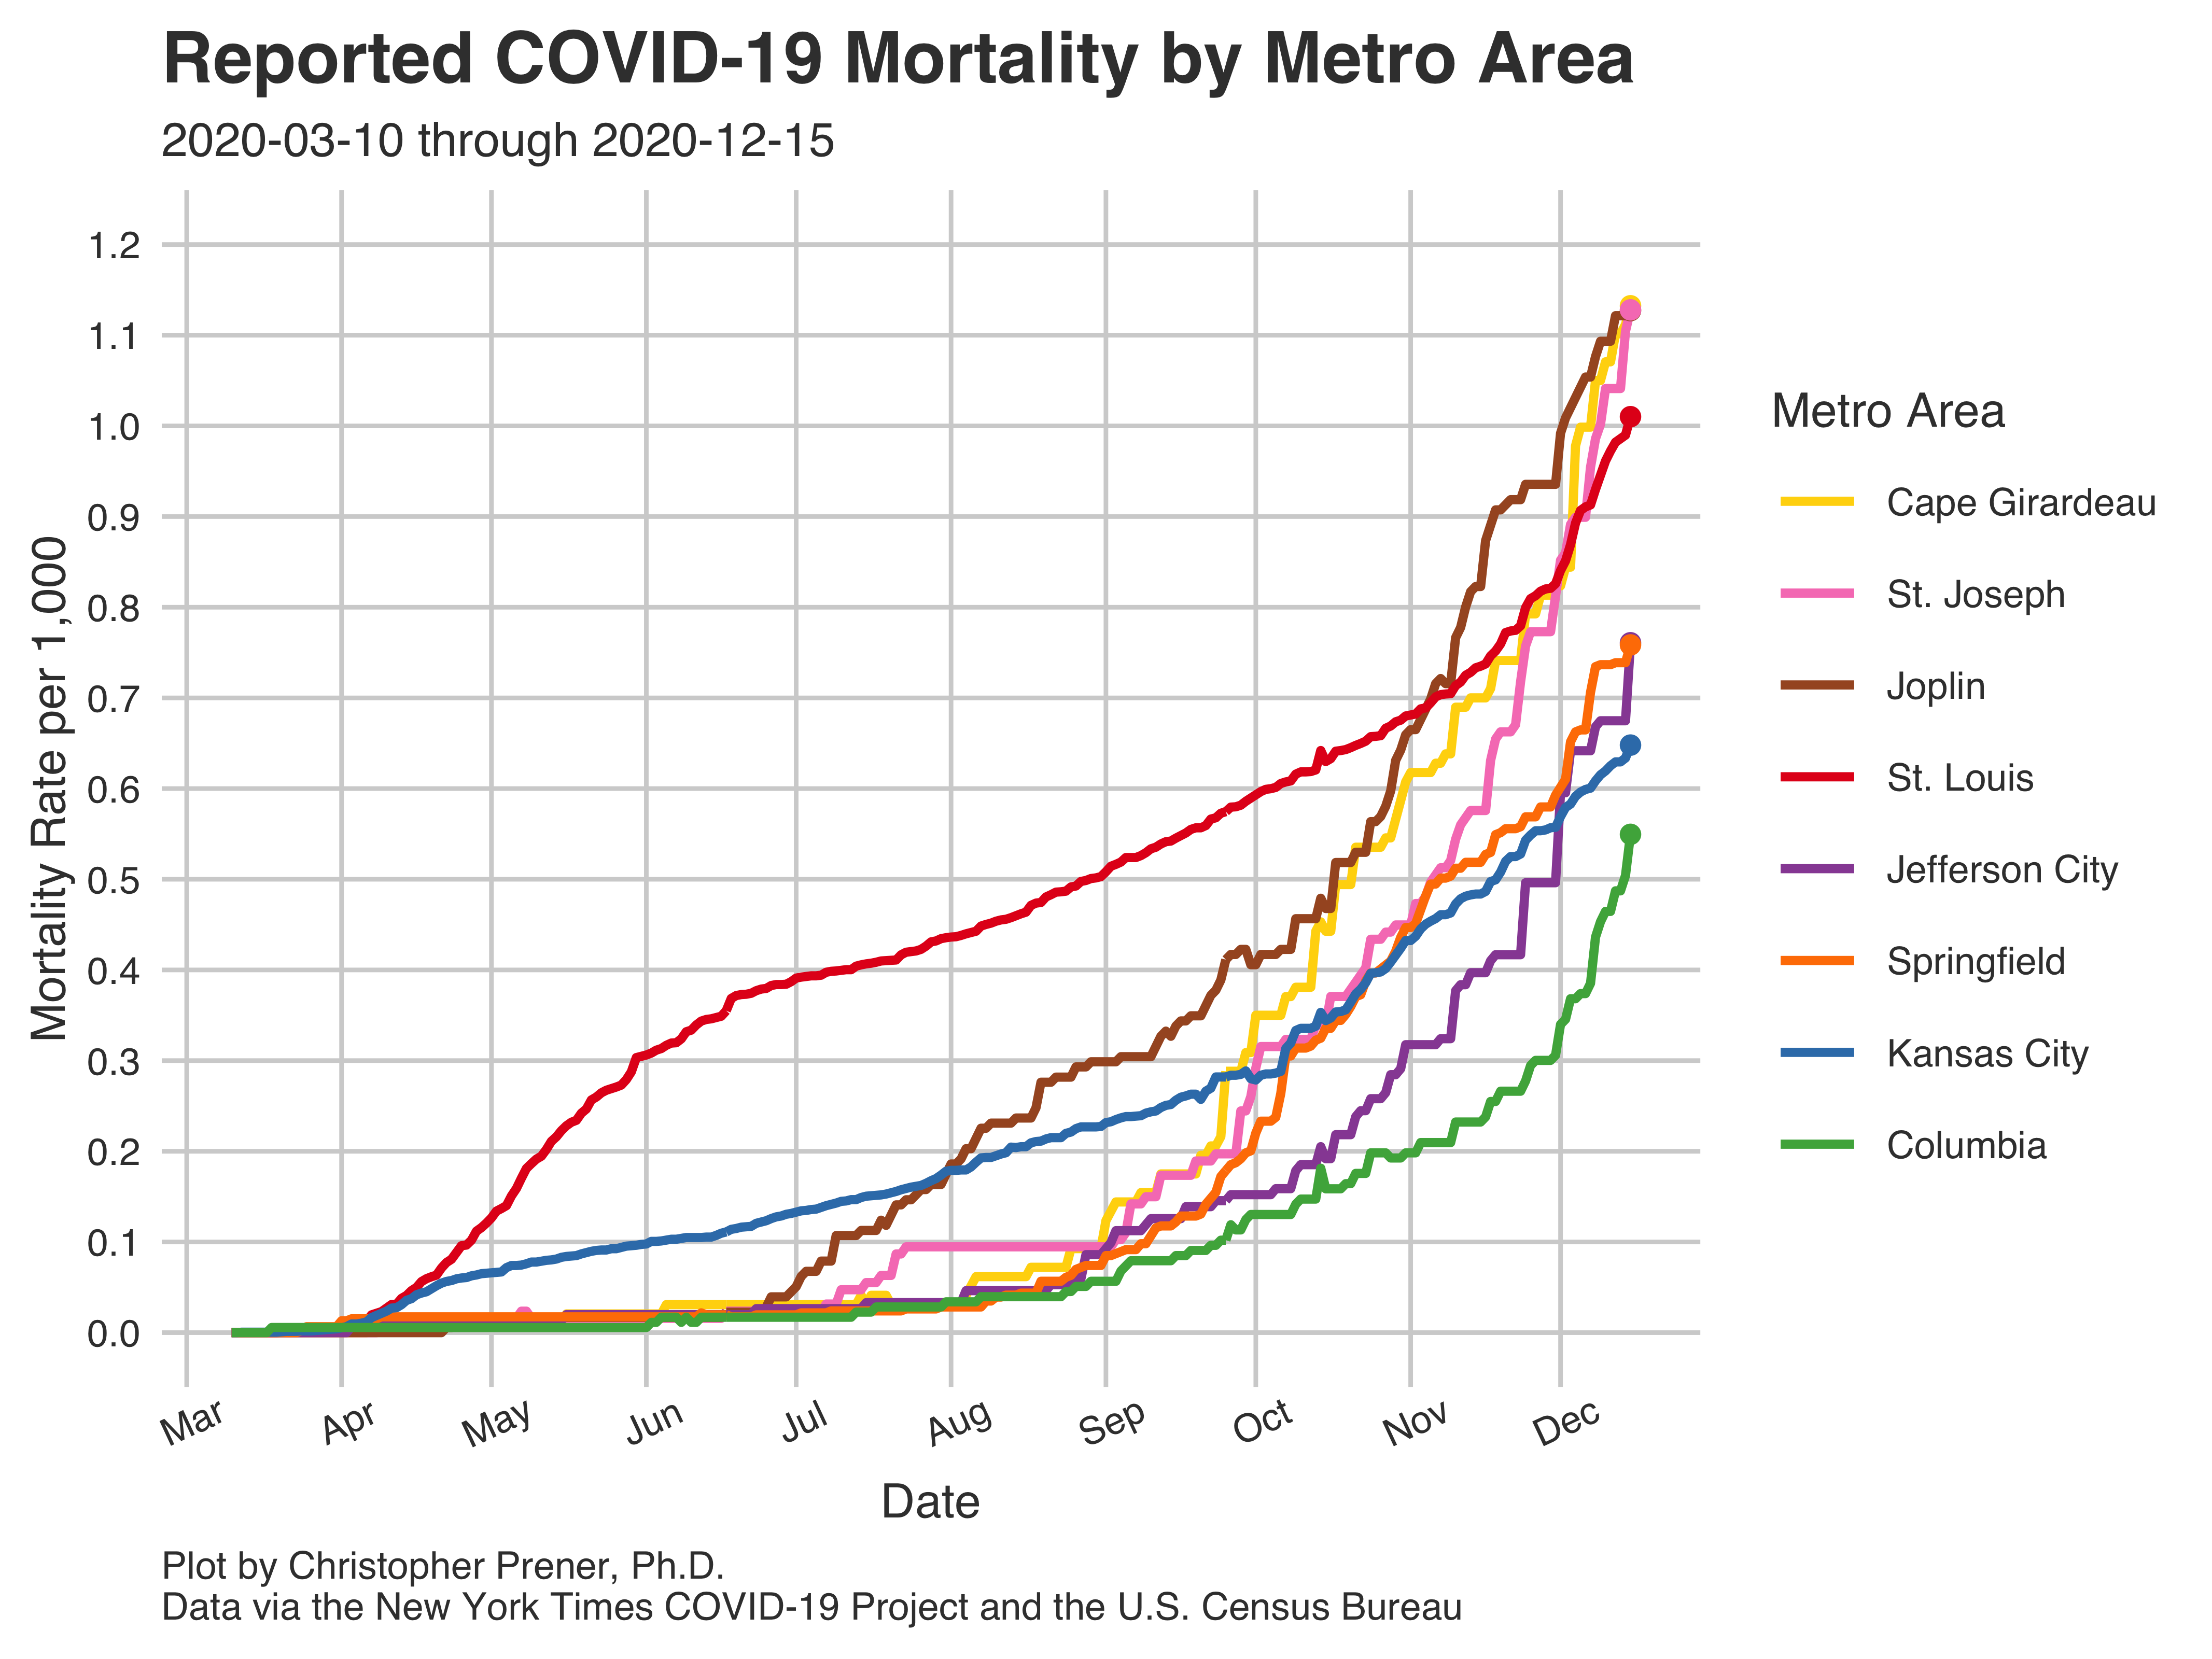 Reported COVID-19 Mortality by Metro Area
2020-03-10 through 2020-12-15
Mortality Rate per 1,000
1.2
1.1
1.0
0.9
0.8
0.7
0.6
0.5
0.4
0.3
0.2
0.1
0.0
Mar
Apr
May
Jun
Jul
Aug
Sep
Oct
Nov
Dec
Date
Metro Area
Cape Girardeau
St. Joseph
Joplin
St. Louis
Jefferson City
Springfield
Kansas City
Columbia
Plot by Christopher Prener, Ph.D.
Data via the New York Times COVID-19 Project and the U.S. Census Bureau